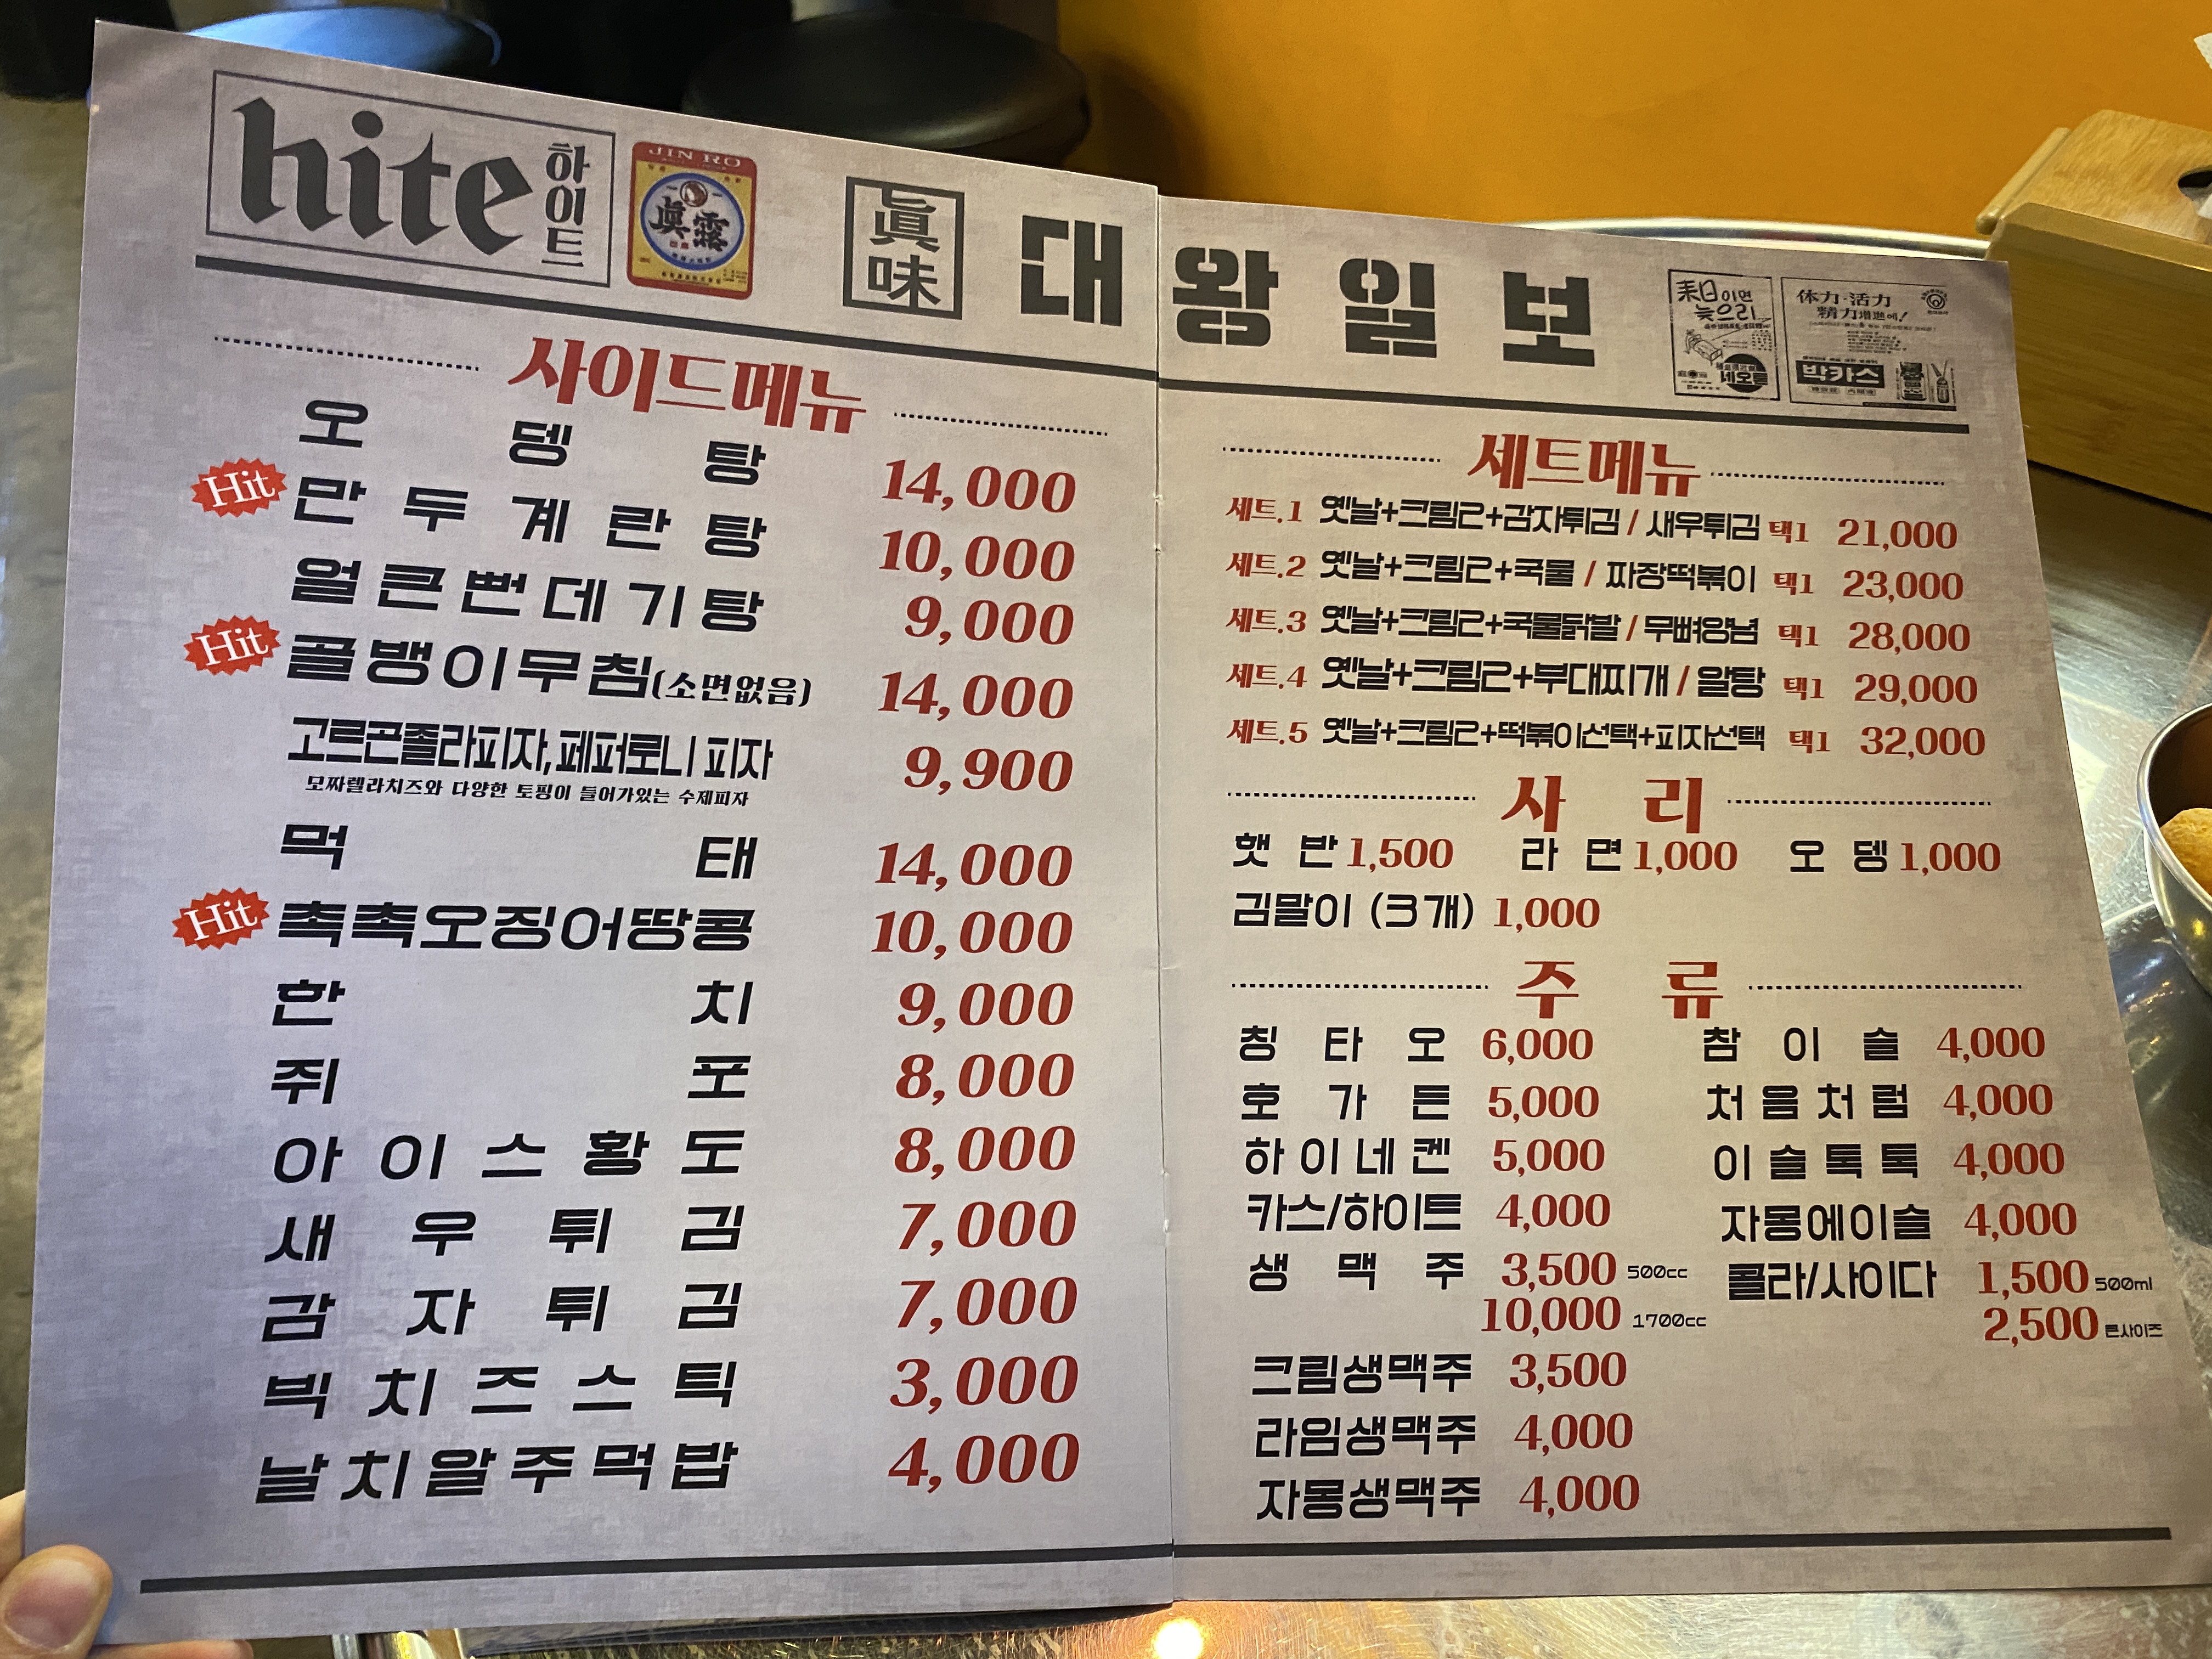 hite 하이트
JINRO
眞露
眞味 대왕일보
来日이면 늦으리
体力·活力
精力增進에!
박카스
사이드메뉴
오뎅탕 14,000
Hit 만두계란탕 10,000
얼큰뻔데기탕 9,000
Hit 골뱅이무침(소면없음) 14,000
고르곤졸라피자,페퍼로니 피자 9,900
모짜렐라치즈와 다양한 토핑이 들어가있는 수제피자
먹태 14,000
Hit 촉촉오징어땅콩 10,000
한치 9,000
쥐포 8,000
아이스황도 8,000
새우튀김 7,000
감자튀김 7,000
빅치즈스틱 3,000
날치알주먹밥 4,000
세트메뉴
세트.1 옛날+크림2+감자튀김 / 새우튀김 택1 21,000
세트.2 옛날+크림2+국물 / 짜장떡볶이 택1 23,000
세트.3 옛날+크림2+국물닭발 / 무뼈양념 택1 28,000
세트.4 옛날+크림2+부대찌개 / 알탕 택1 29,000
세트.5 옛날+크림2+떡볶이선택+피자선택 택1 32,000
사리
햇반 1,500 라면 1,000 오뎅 1,000
김말이 (3개) 1,000
주류
칭타오 6,000 참이슬 4,000
호가든 5,000 처음처럼 4,000
하이네켄 5,000 이슬톡톡 4,000
카스/하이트 4,000 자몽에이슬 4,000
생맥주 3,500 500cc 콜라/사이다 1,500 500ml
10,000 1700cc 2,500 큰사이즈
크림생맥주 3,500
라임생맥주 4,000
자몽생맥주 4,000